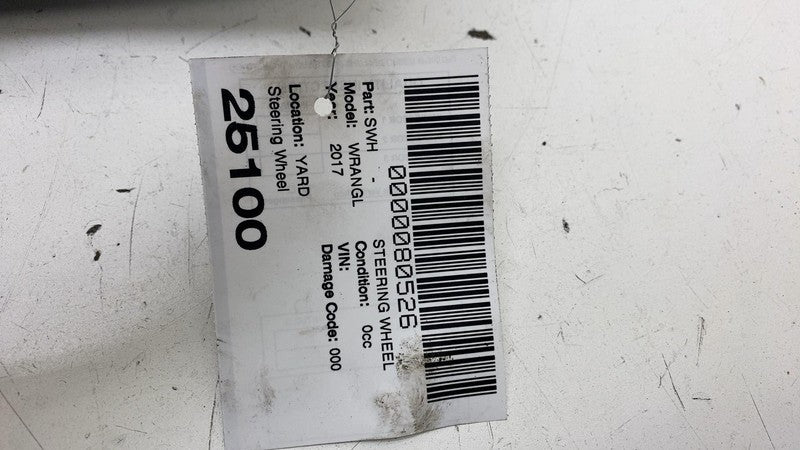 0000080526
Part: SWH - STEERING WHEEL
Model: WRANGL Condition: 0cc
Year: 2017 VIN:
Damage Code: 000
Location: YARD
Steering Wheel
25100